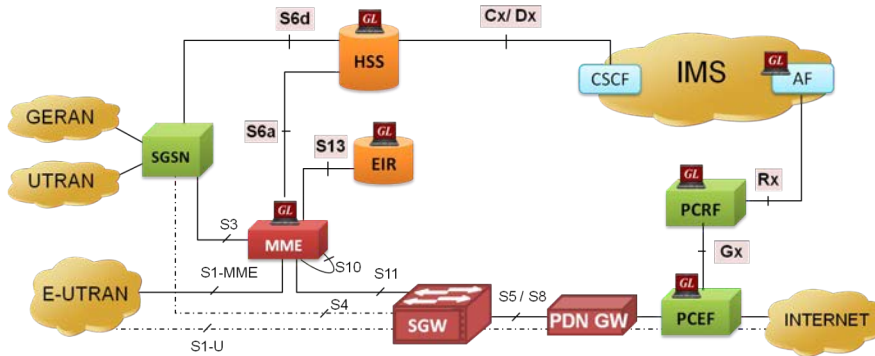 S6d
Cx/ Dx
GL
HSS
CSCF
IMS
GL
AF
GERAN
SGSN
UTRAN
S6a
S13
GL
EIR
GL
PCRF
Rx
S3
GL
MME
S10
Gx
S1-MME
S11
GL
E-UTRAN
S4
SGW
S5 / S8
PDN GW
PCEF
INTERNET
S1-U